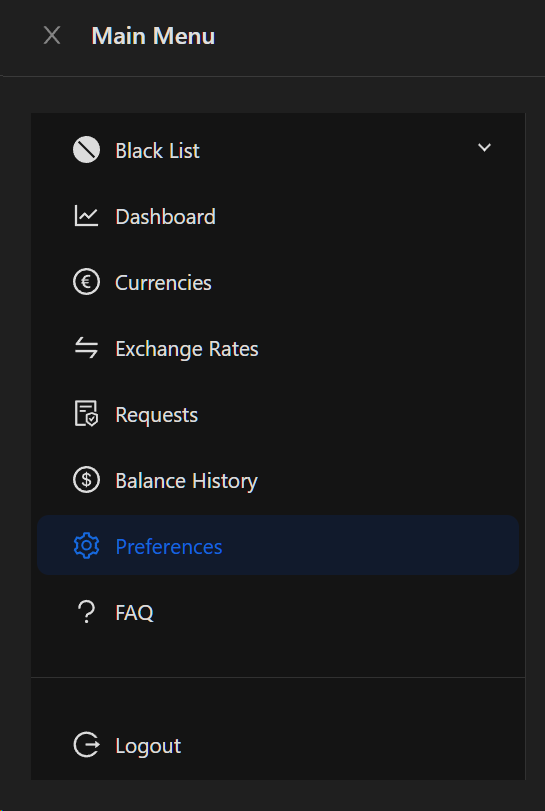 Main Menu
Black List
Dashboard
Currencies
Exchange Rates
Requests
Balance History
Preferences
FAQ
Logout